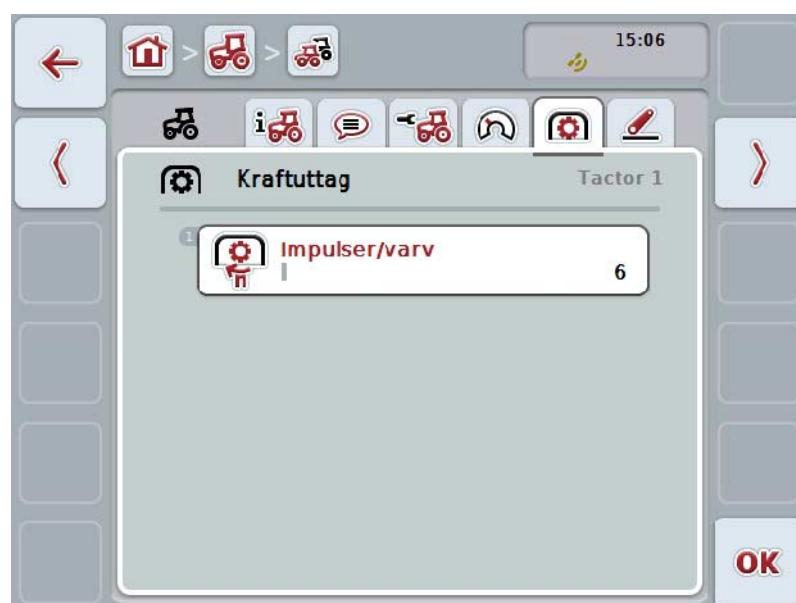 15:06
Kraftuttag Tactor 1
1
Impulser/varv
6
OK